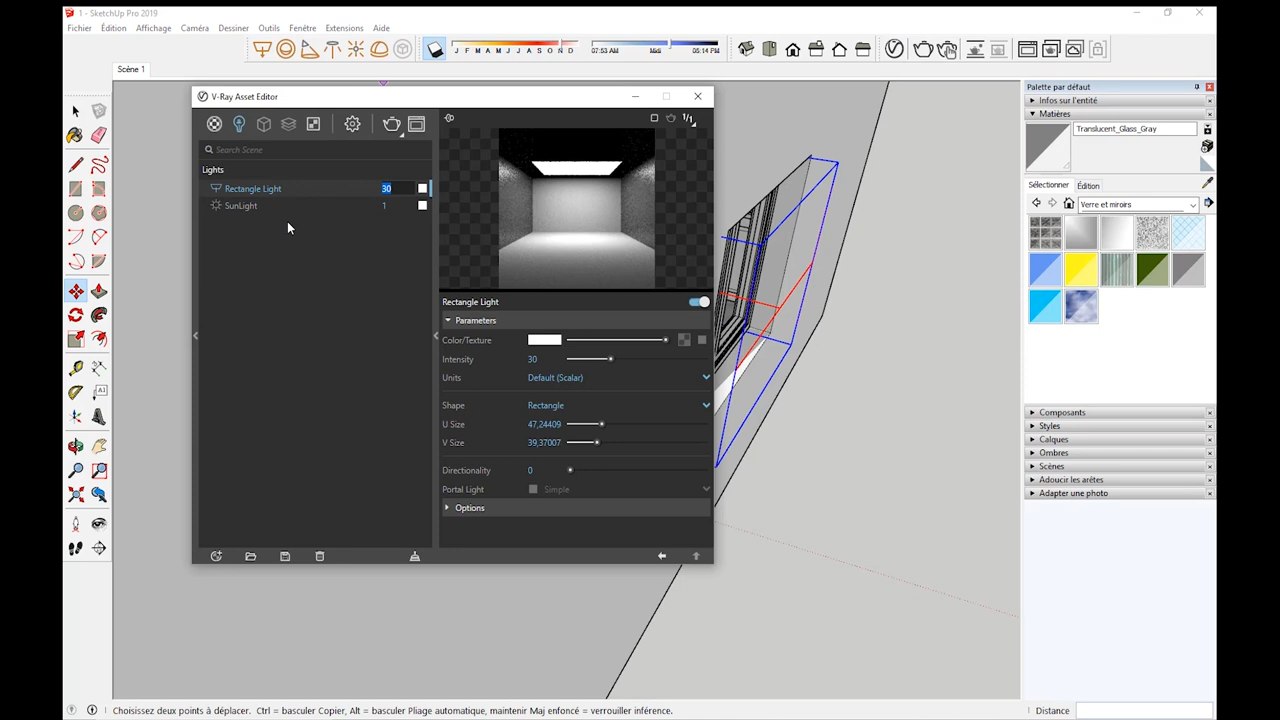 1 - SketchUp Pro 2019
Fichier Édition Affichage Caméra Dessiner Outils Fenêtre Extensions Aide
J F M A M J J A S O N D
07:53 AM Midi 05:14 PM
Scène 1
Palette par défaut
Infos sur l'entité
Matières
Translucent_Glass_Gray
Sélectionner Édition
Verre et miroirs
Composants
Styles
Calques
Ombres
Scènes
Adoucir les arêtes
Adapter une photo
V-Ray Asset Editor
1/1
Search Scene
Lights
Rectangle Light 30
SunLight 1
Rectangle Light
Parameters
Color/Texture
Intensity 30
Units Default (Scalar)
Shape Rectangle
U Size 47,24409
V Size 39,37007
Directionality 0
Portal Light Simple
Options
A1
Choisissez deux points à déplacer. Ctrl = basculer Copier, Alt = basculer Pliage automatique, maintenir Maj enfoncé = verrouiller inférence.
Distance